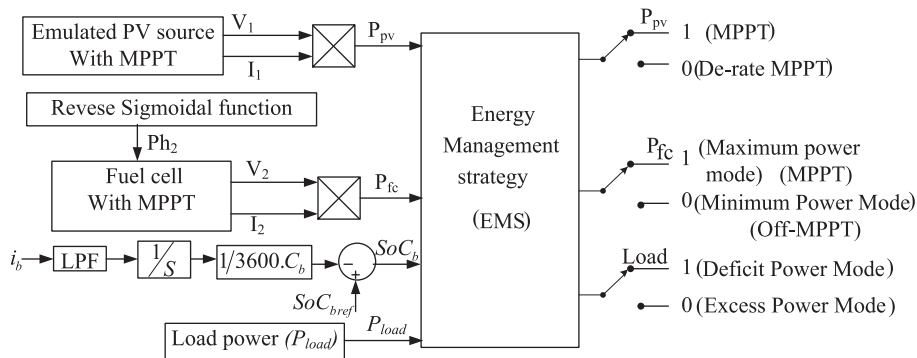 Emulated PV source
With MPPT
V1
I1
Ppv
Revese Sigmoidal function
Ph2
Fuel cell
With MPPT
V2
I2
Pfc
ib
LPF
1/S
1/3600.Cb
−
+
SoCb
SoCbref
Load power (Pload)
Pload
Energy
Management
strategy
(EMS)
Ppv
1 (MPPT)
0(De-rate MPPT)
Pfc
1 (Maximum power
mode) (MPPT)
0(Minimum Power Mode)
(Off-MPPT)
Load
1 (Deficit Power Mode)
0(Excess Power Mode)